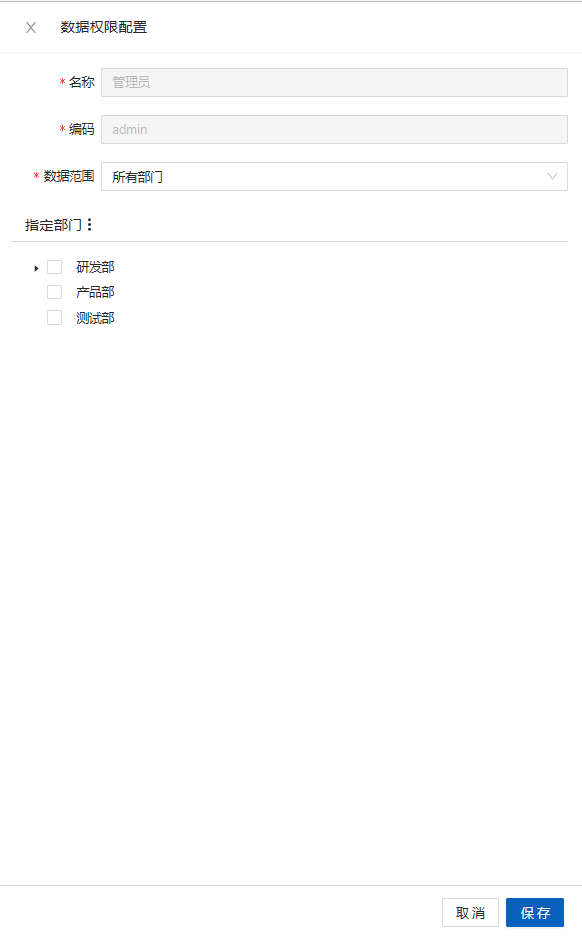 数据权限配置
* 名称 管理员
* 编码 admin
* 数据范围 所有部门
指定部门
研发部
产品部
测试部
取消 保存